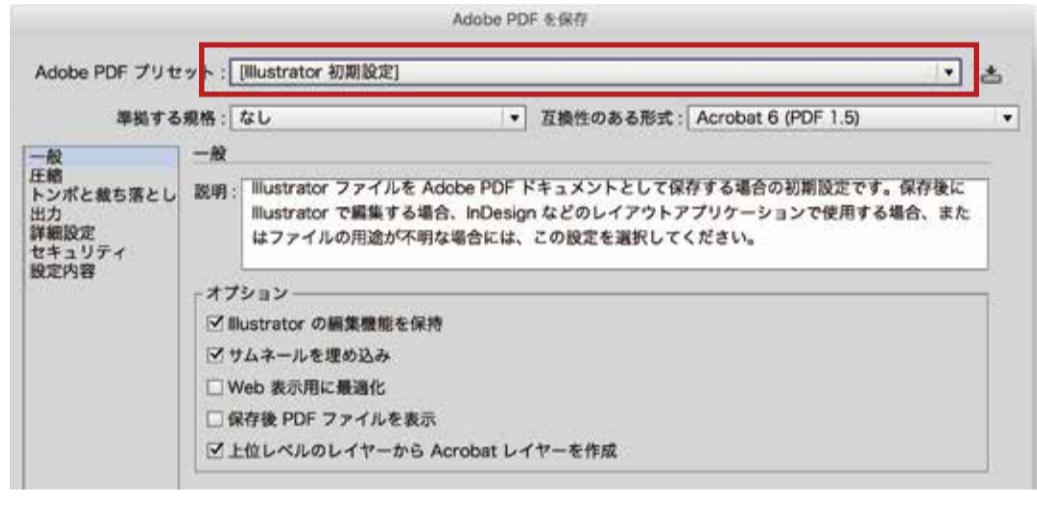 Adobe PDF を保存
Adobe PDF プリセット : [Illustrator 初期設定]
準拠する規格 : なし 互換性のある形式 : Acrobat 6 (PDF 1.5)
一般
圧縮
トンボと裁ち落とし
出力
詳細設定
セキュリティ
設定内容
一般
説明 : Illustrator ファイルを Adobe PDF ドキュメントとして保存する場合の初期設定です。保存後に
Illustrator で編集する場合、InDesign などのレイアウトアプリケーションで使用する場合、また
はファイルの用途が不明な場合には、この設定を選択してください。
オプション
Illustrator の編集機能を保持
サムネールを埋め込み
Web 表示用に最適化
保存後 PDF ファイルを表示
上位レベルのレイヤーから Acrobat レイヤーを作成